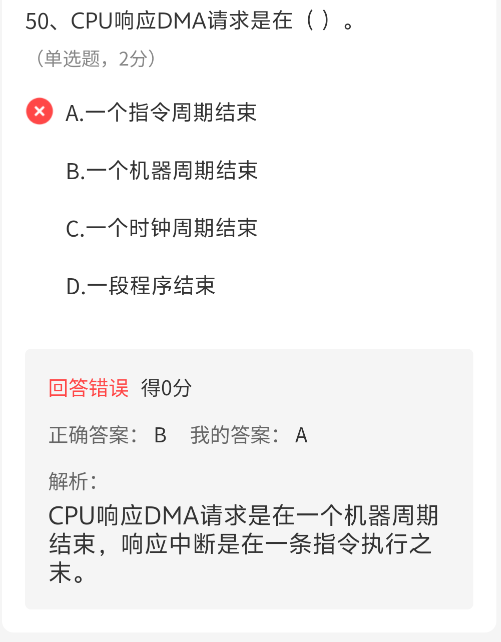 50、CPU响应DMA请求是在（ ）。
（单选题，2分）
A.一个指令周期结束
B.一个机器周期结束
C.一个时钟周期结束
D.一段程序结束
回答错误 得0分
正确答案： B 我的答案： A
解析：
CPU响应DMA请求是在一个机器周期
结束，响应中断是在一条指令执行之
末。